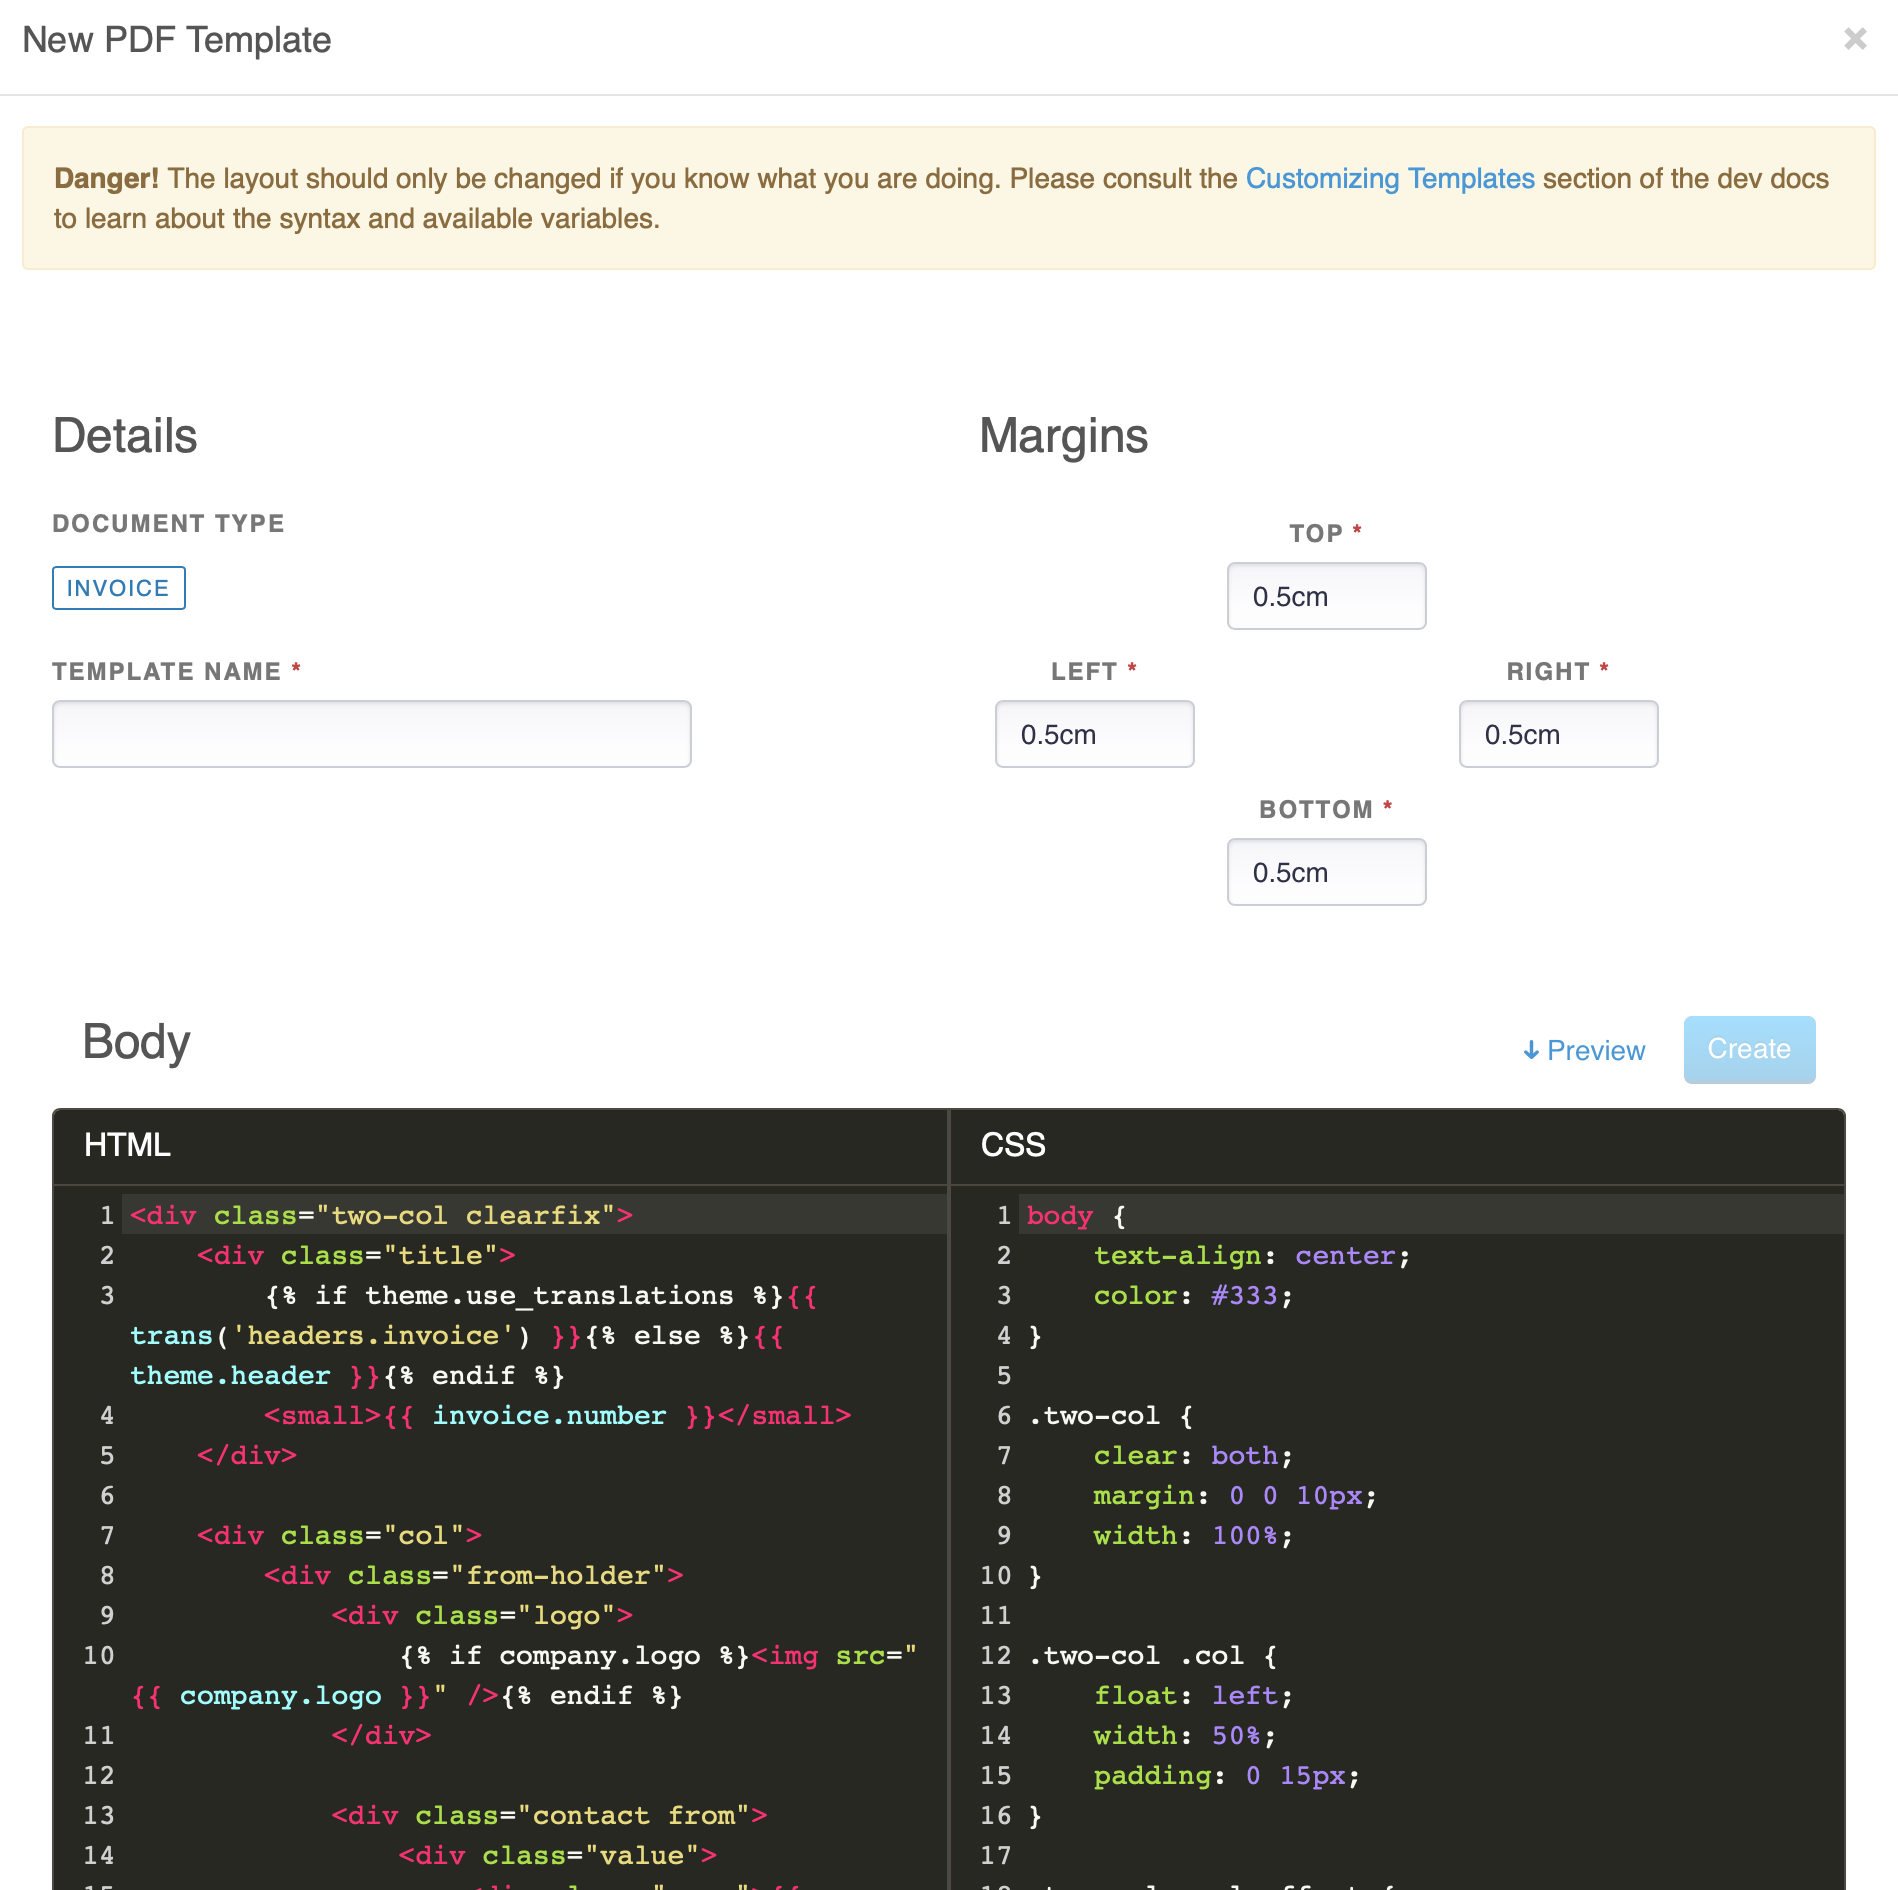 New PDF Template
Danger! The layout should only be changed if you know what you are doing. Please consult the Customizing Templates section of the dev docs
to learn about the syntax and available variables.
Details
Margins
DOCUMENT TYPE
INVOICE
TEMPLATE NAME *
TOP *
0.5cm
LEFT *
0.5cm
RIGHT *
0.5cm
BOTTOM *
0.5cm
Body
Preview
Create
HTML
1 <div class="two-col clearfix">
2     <div class="title">
3         {% if theme.use_translations %}{{
trans('headers.invoice') }}{% else %}{{
theme.header }}{% endif %}
4         <small>{{ invoice.number }}</small>
5     </div>
6
7     <div class="col">
8         <div class="from-holder">
9             <div class="logo">
10                 {% if company.logo %}<img src="
{{ company.logo }}" />{% endif %}
11             </div>
12
13             <div class="contact from">
14                 <div class="value">
CSS
1 body {
2     text-align: center;
3     color: #333;
4 }
5
6 .two-col {
7     clear: both;
8     margin: 0 0 10px;
9     width: 100%;
10 }
11
12 .two-col .col {
13     float: left;
14     width: 50%;
15     padding: 0 15px;
16 }
17